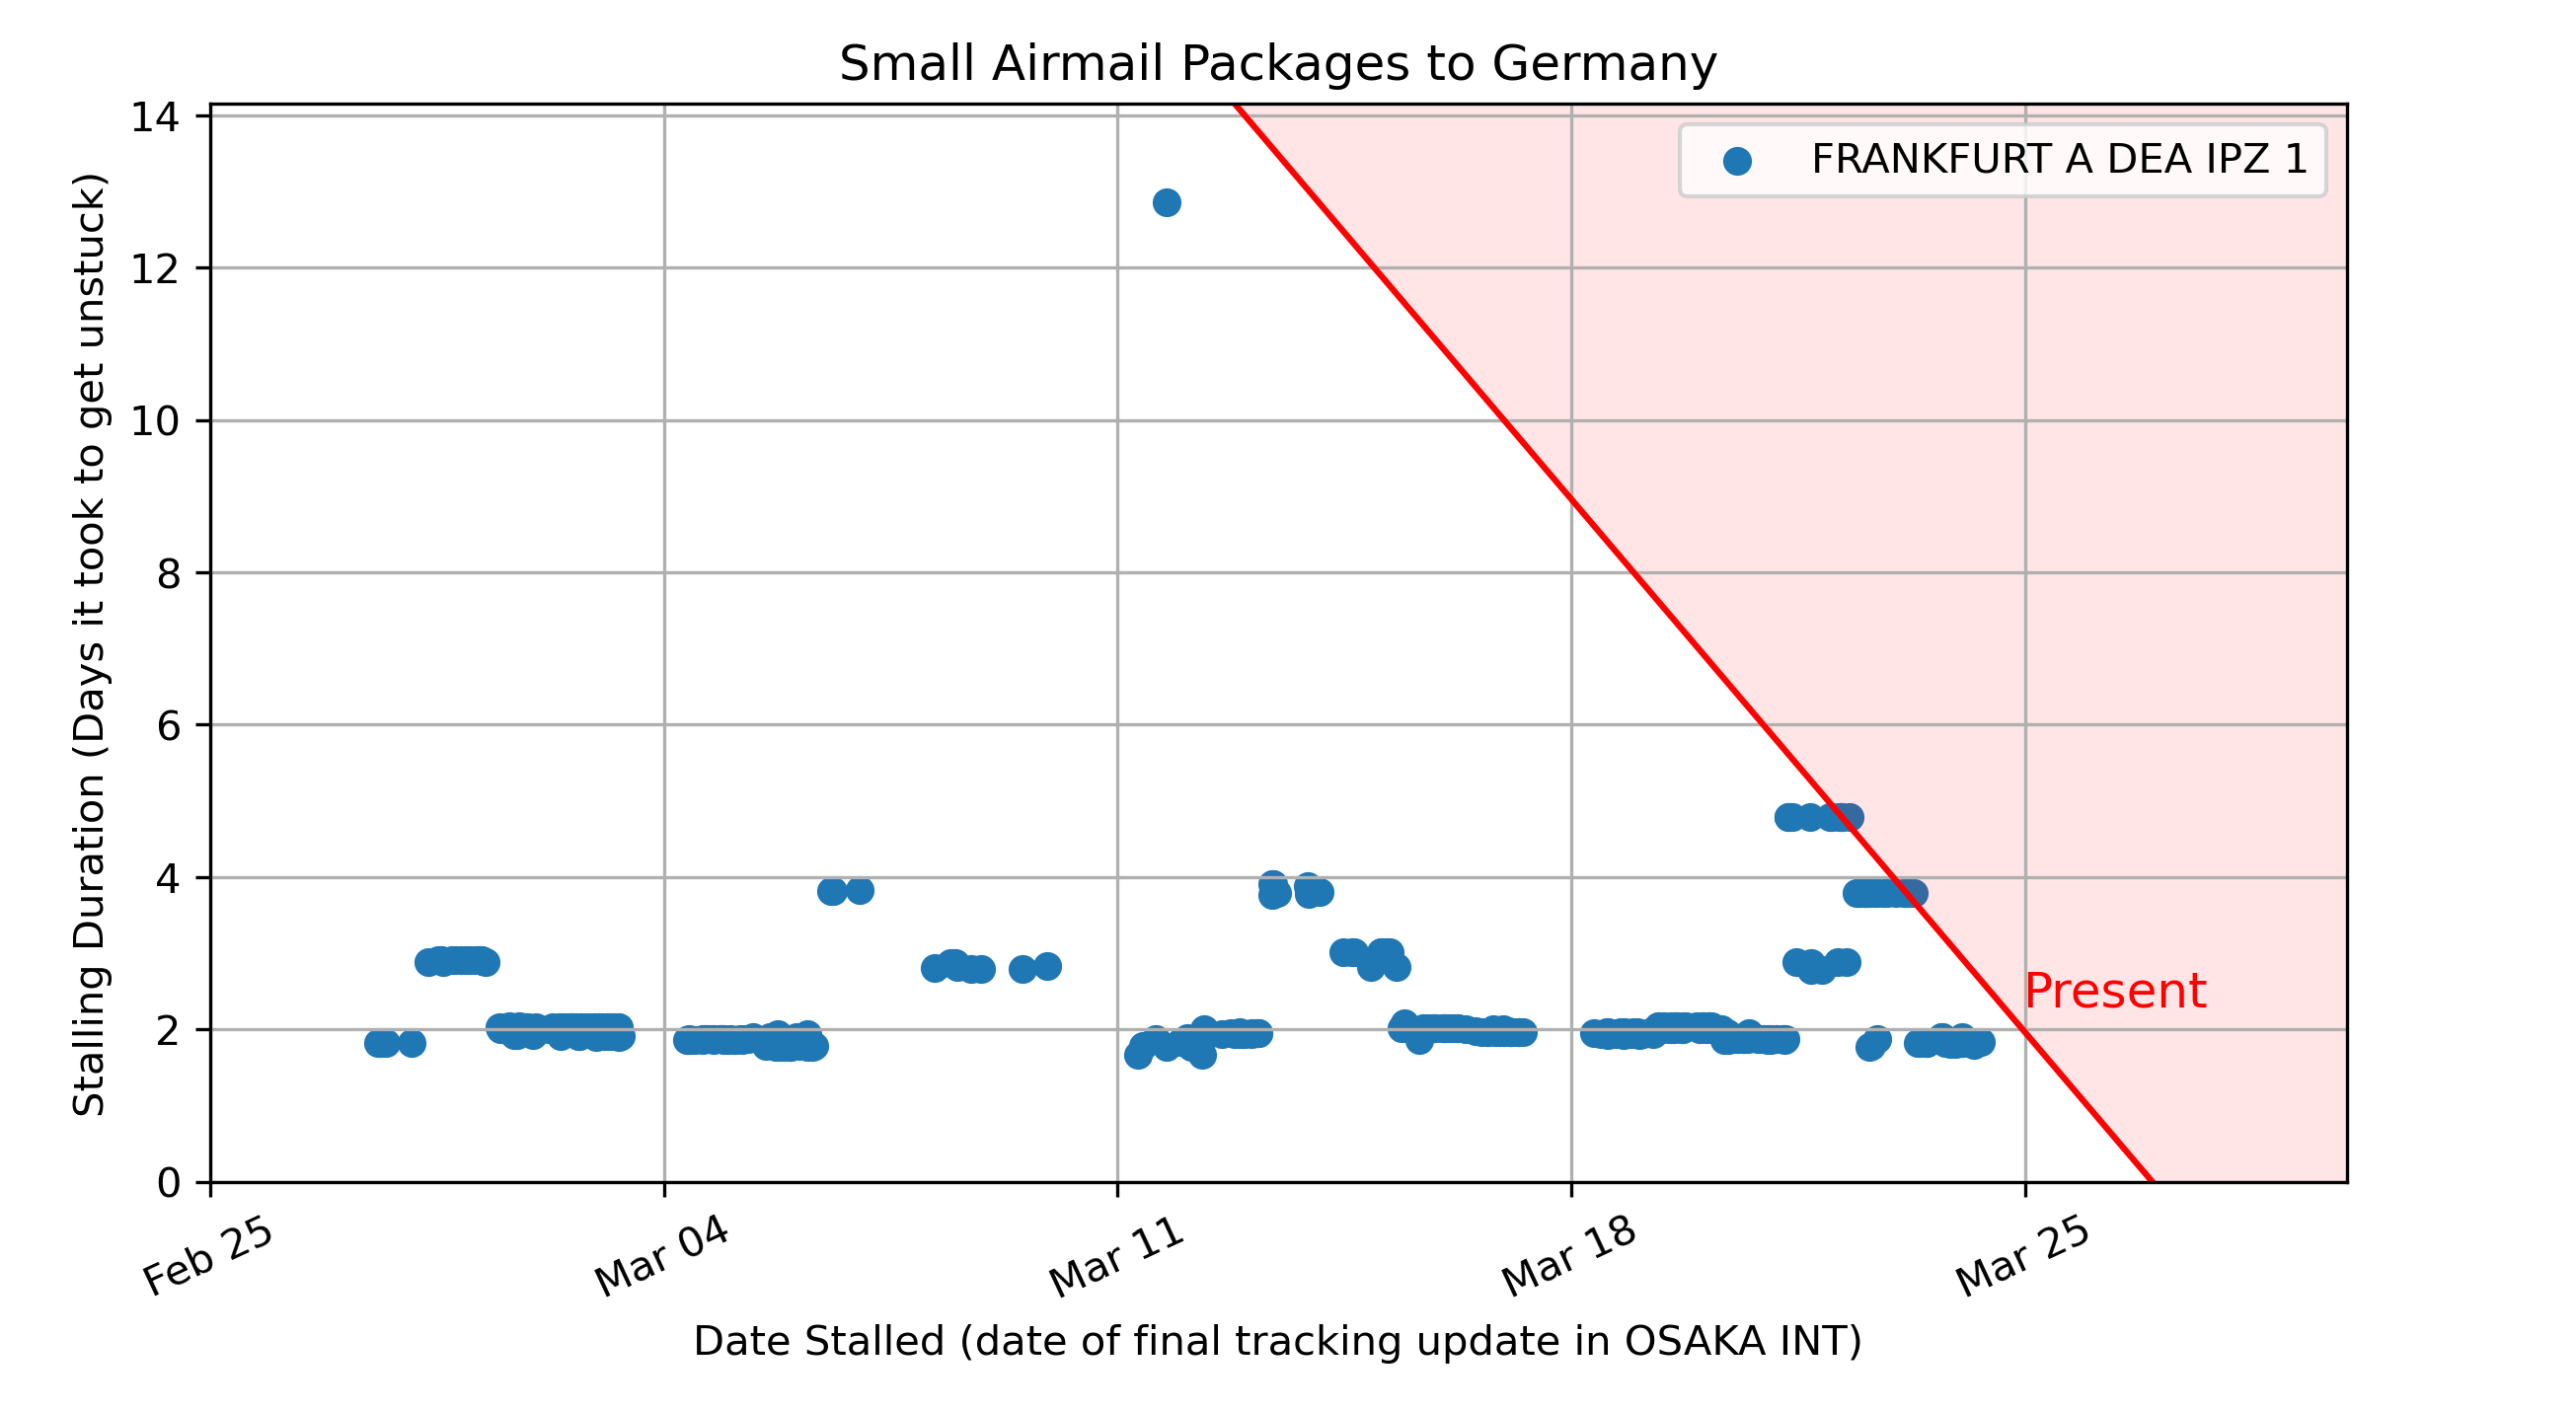 Small Airmail Packages to Germany
Stalling Duration (Days it took to get unstuck)
14
12
10
8
6
4
2
0
FRANKFURT A DEA IPZ 1
Present
Feb 25
Mar 04
Mar 11
Mar 18
Mar 25
Date Stalled (date of final tracking update in OSAKA INT)